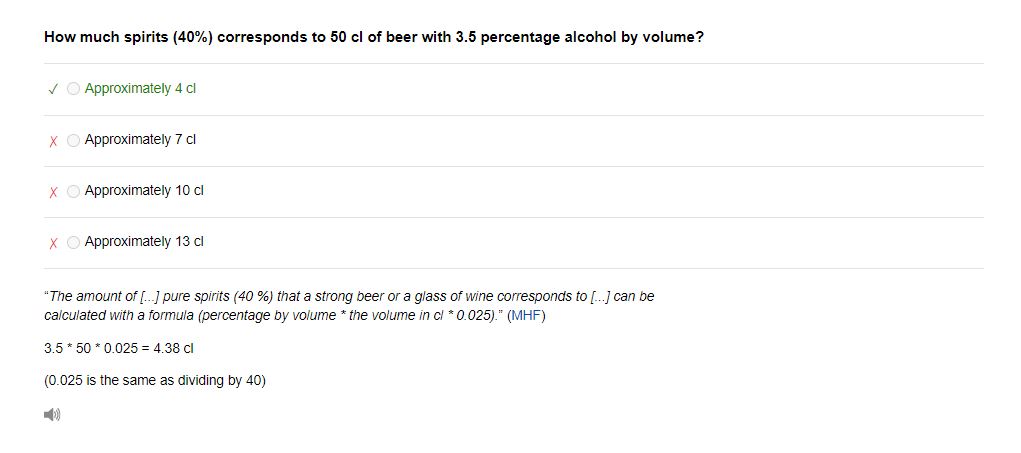 How much spirits (40%) corresponds to 50 cl of beer with 3.5 percentage alcohol by volume?
✓ Approximately 4 cl
X Approximately 7 cl
X Approximately 10 cl
X Approximately 13 cl
“The amount of [...] pure spirits (40 %) that a strong beer or a glass of wine corresponds to [...] can be
calculated with a formula (percentage by volume * the volume in cl * 0.025).” (MHF)
3.5 * 50 * 0.025 = 4.38 cl
(0.025 is the same as dividing by 40)